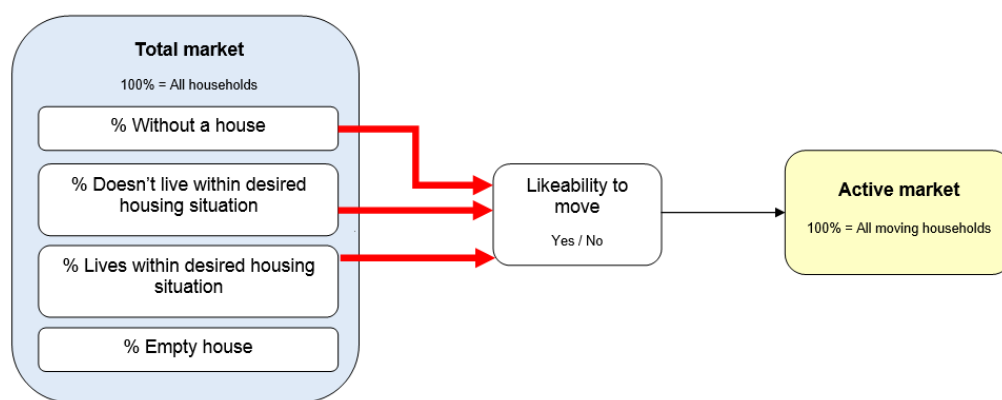 Total market
100% = All households
% Without a house
% Doesn't live within desired
housing situation
% Lives within desired housing
situation
% Empty house
Likeability to
move
Yes / No
Active market
100% = All moving households